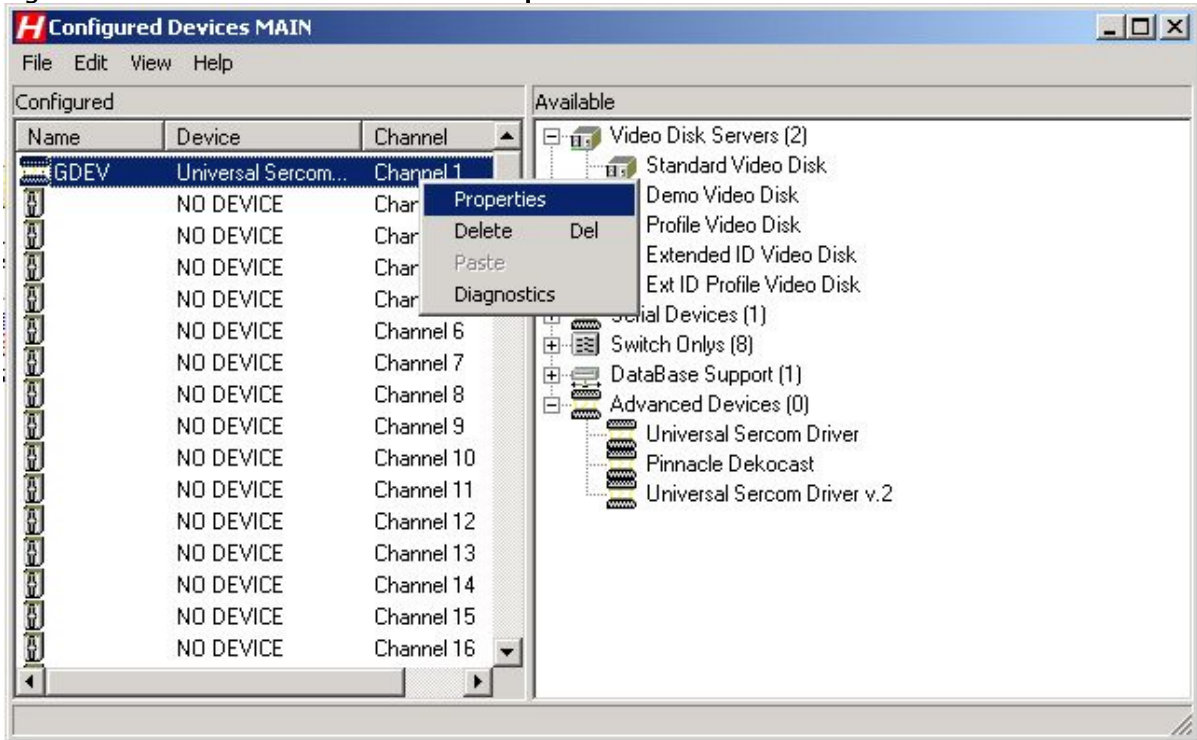 Configured Devices MAIN
File Edit View Help
Configured
Name Device Channel
GDEV Universal Sercom... Channel 1
NO DEVICE Char
NO DEVICE Char
NO DEVICE Char
NO DEVICE Char
NO DEVICE Channel 6
NO DEVICE Channel 7
NO DEVICE Channel 8
NO DEVICE Channel 9
NO DEVICE Channel 10
NO DEVICE Channel 11
NO DEVICE Channel 12
NO DEVICE Channel 13
NO DEVICE Channel 14
NO DEVICE Channel 15
NO DEVICE Channel 16
Properties
Delete Del
Paste
Diagnostics
Available
Video Disk Servers (2)
Standard Video Disk
Demo Video Disk
Profile Video Disk
Extended ID Video Disk
Ext ID Profile Video Disk
Serial Devices (1)
Switch Onlys (8)
DataBase Support (1)
Advanced Devices (0)
Universal Sercom Driver
Pinnacle Dekocast
Universal Sercom Driver v.2